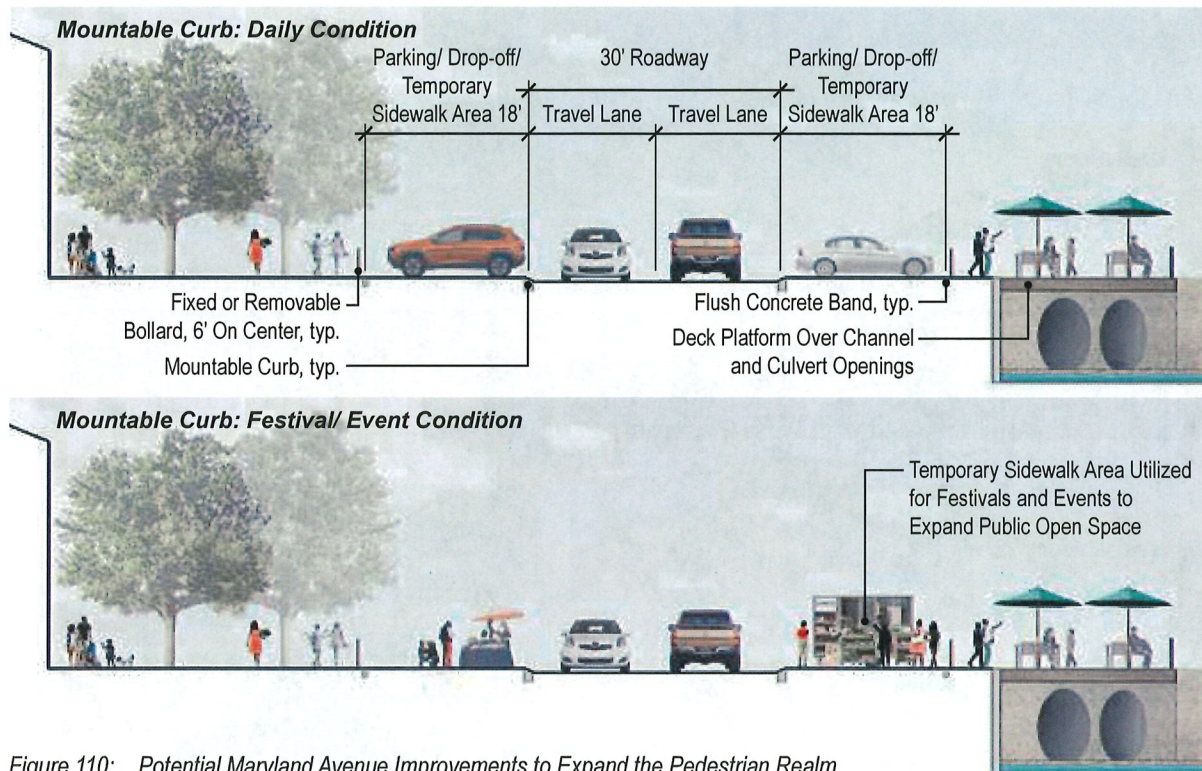 Mountable Curb: Daily Condition
Parking/ Drop-off/
Temporary
Sidewalk Area 18'
30' Roadway
Travel Lane
Travel Lane
Parking/ Drop-off/
Temporary
Sidewalk Area 18'
Fixed or Removable
Bollard, 6' On Center, typ.
Mountable Curb, typ.
Flush Concrete Band, typ.
Deck Platform Over Channel
and Culvert Openings
Mountable Curb: Festival/ Event Condition
Temporary Sidewalk Area Utilized
for Festivals and Events to
Expand Public Open Space
Figure 110: Potential Maryland Avenue Improvements to Expand the Pedestrian Realm